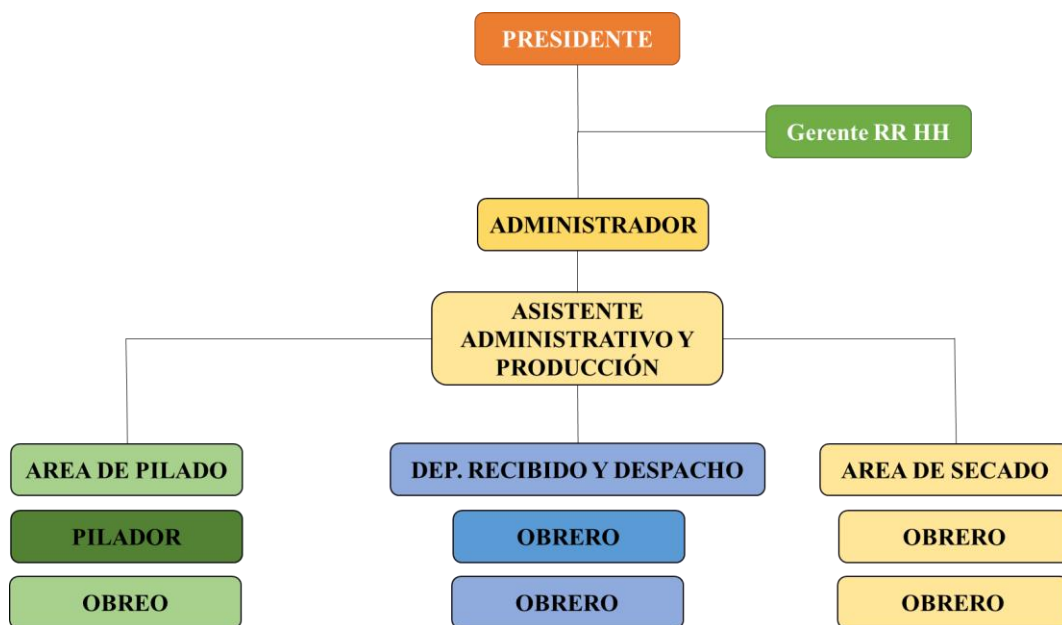 PRESIDENTE
Gerente RR HH
ADMINISTRADOR
ASISTENTE
ADMINISTRATIVO Y
PRODUCCIÓN
AREA DE PILADO
DEP. RECIBIDO Y DESPACHO
AREA DE SECADO
PILADOR
OBRERO
OBRERO
OBREO
OBRERO
OBRERO